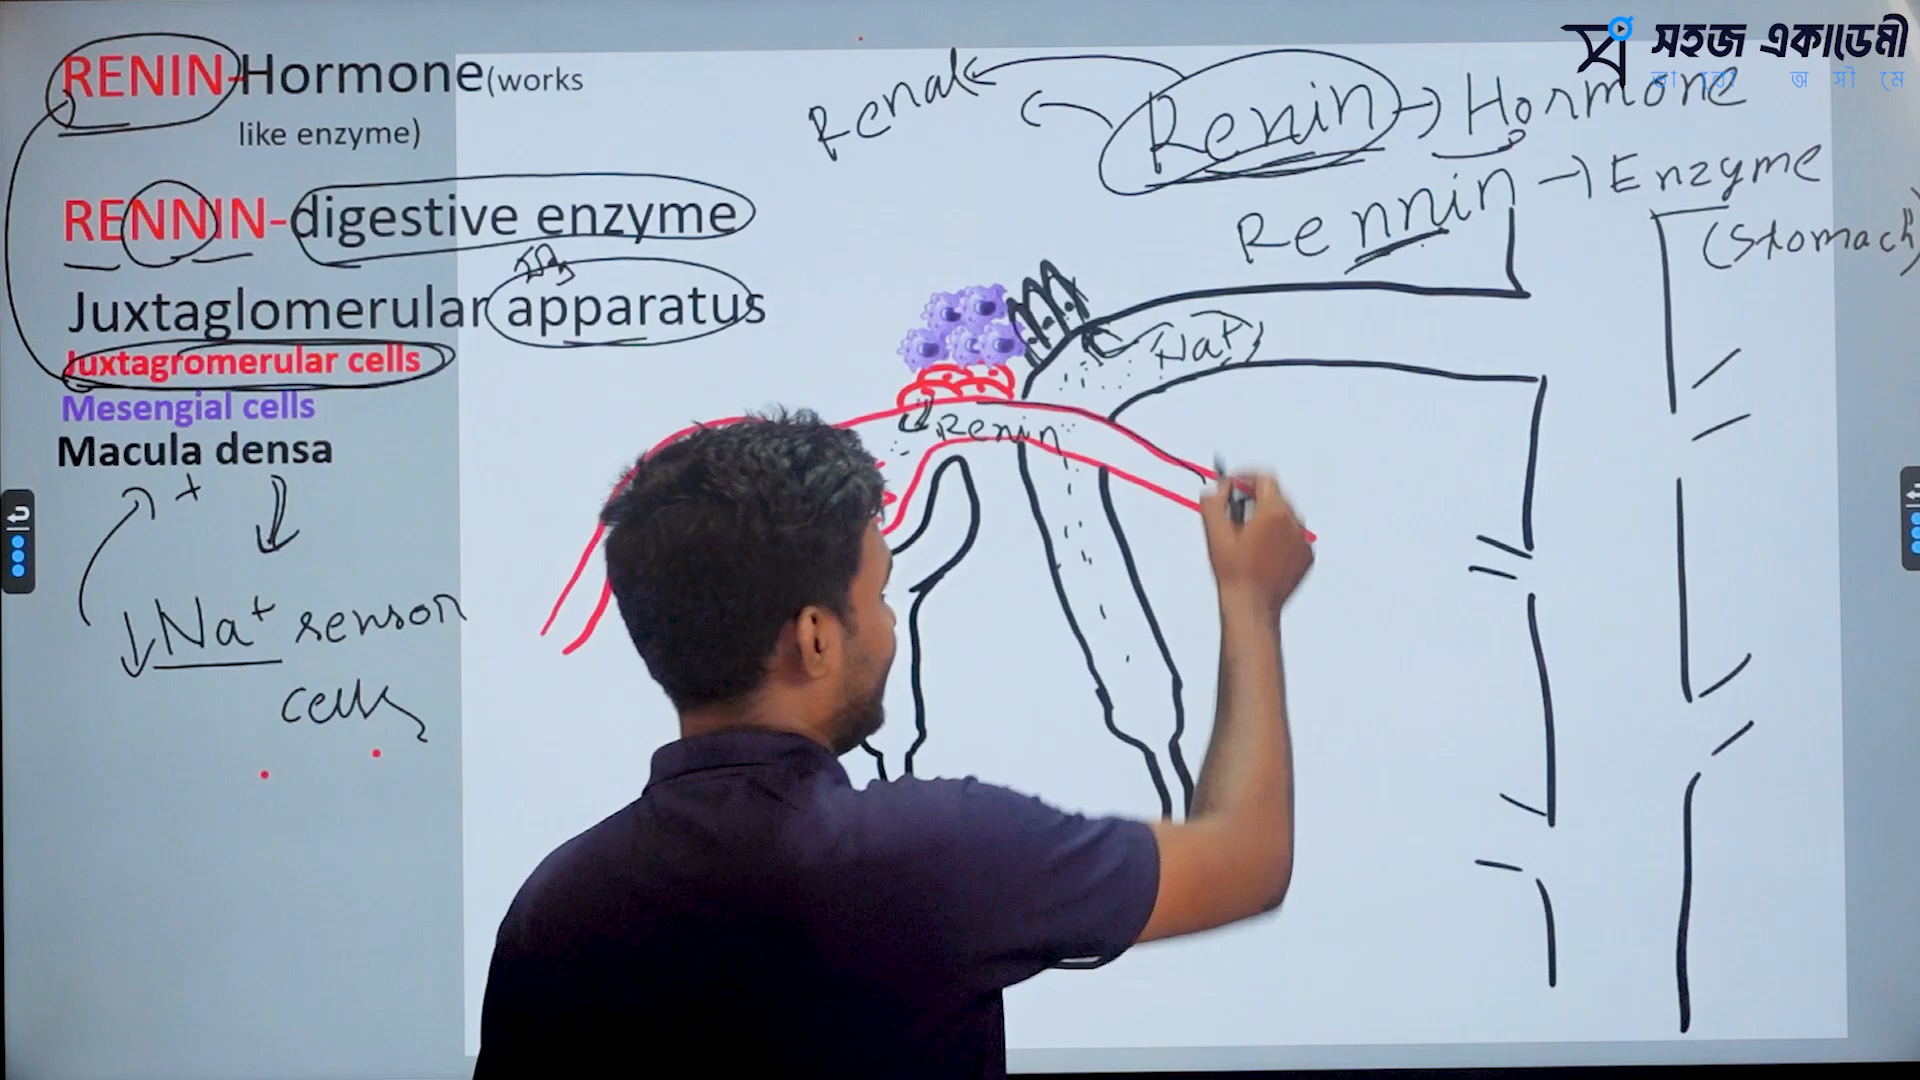 RENIN-Hormone(works
like enzyme)
RENNIN-digestive enzyme
Juxtaglomerular apparatus
Juxtagromerular cells
Mesengial cells
Macula densa
+
↓Na+ sensor
cells
Renal
Renin → Hormone
Rennin → Enzyme
(Stomach)
Na+
Renin
সহজ একাডেমী